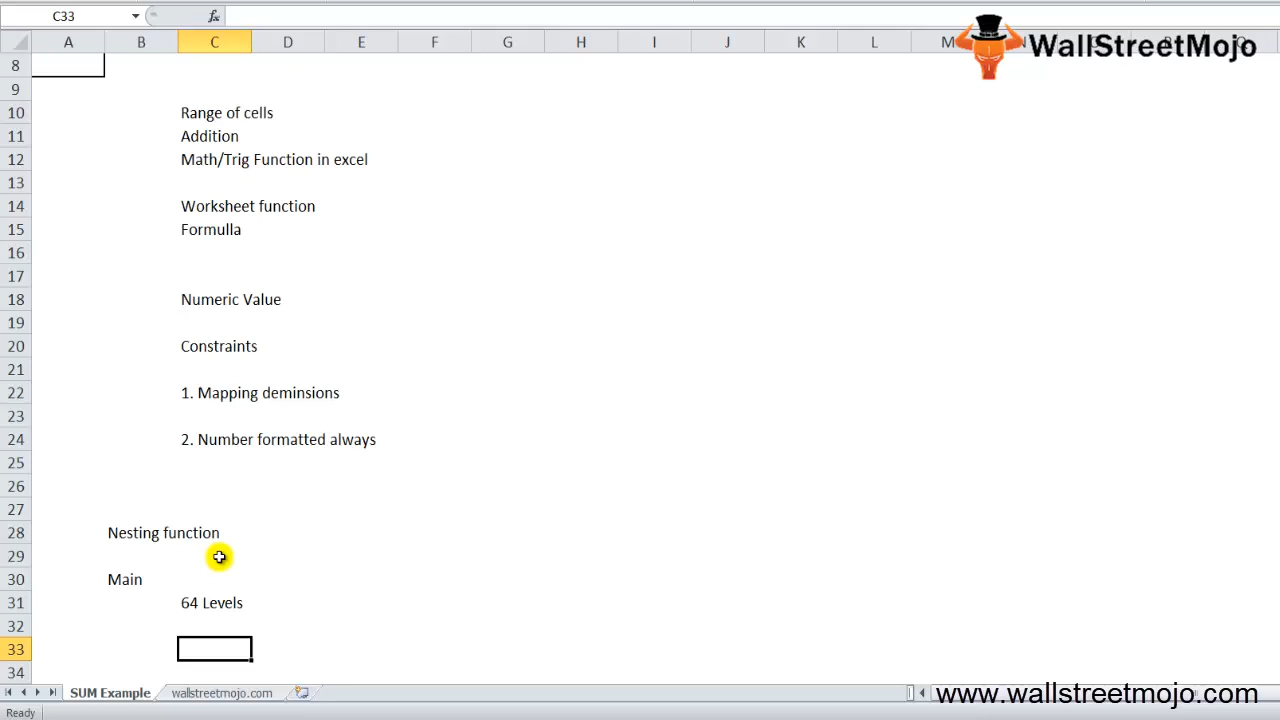 C33
fx
A B C D E F G H I J K L M
WallStreetMojo
8
9
10 Range of cells
11 Addition
12 Math/Trig Function in excel
13
14 Worksheet function
15 Formulla
16
17
18 Numeric Value
19
20 Constraints
21
22 1. Mapping deminsions
23
24 2. Number formatted always
25
26
27
28 Nesting function
29
30 Main
31 64 Levels
32
33
34
SUM Example wallstreetmojo.com
www.wallstreetmojo.com
Ready